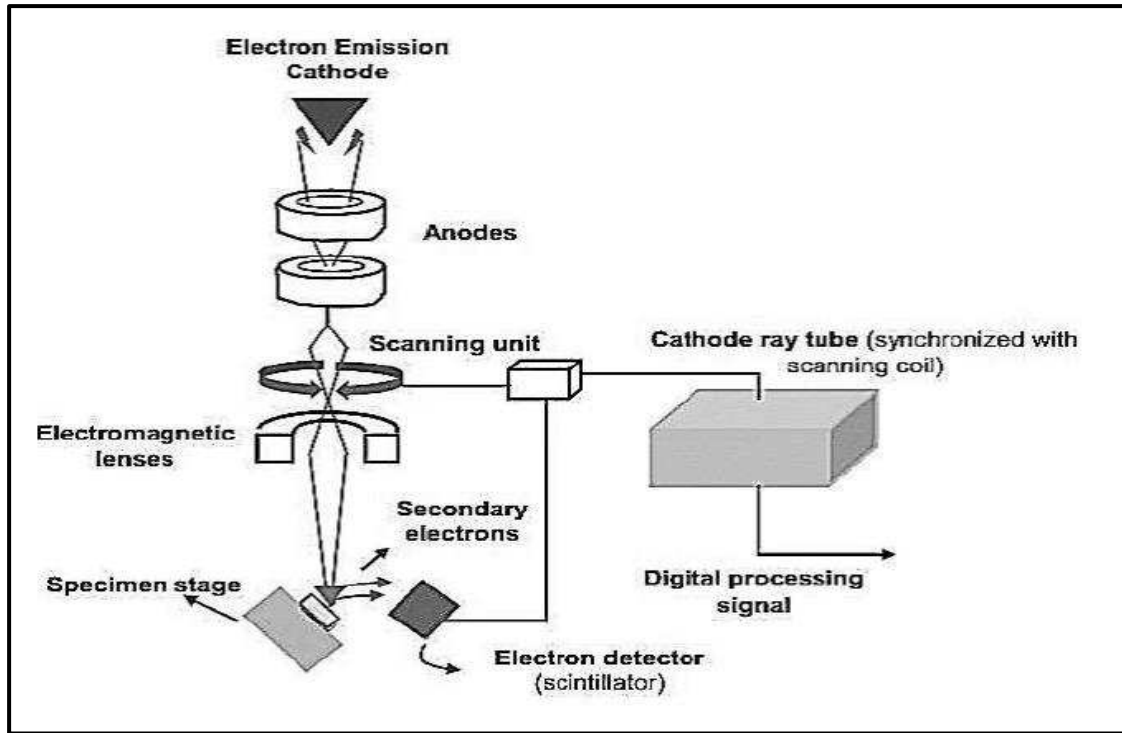 Electron Emission
Cathode
Anodes
Scanning unit
Cathode ray tube (synchronized with
scanning coil)
Electromagnetic
lenses
Secondary
electrons
Specimen stage
Digital processing
signal
Electron detector
(scintillator)